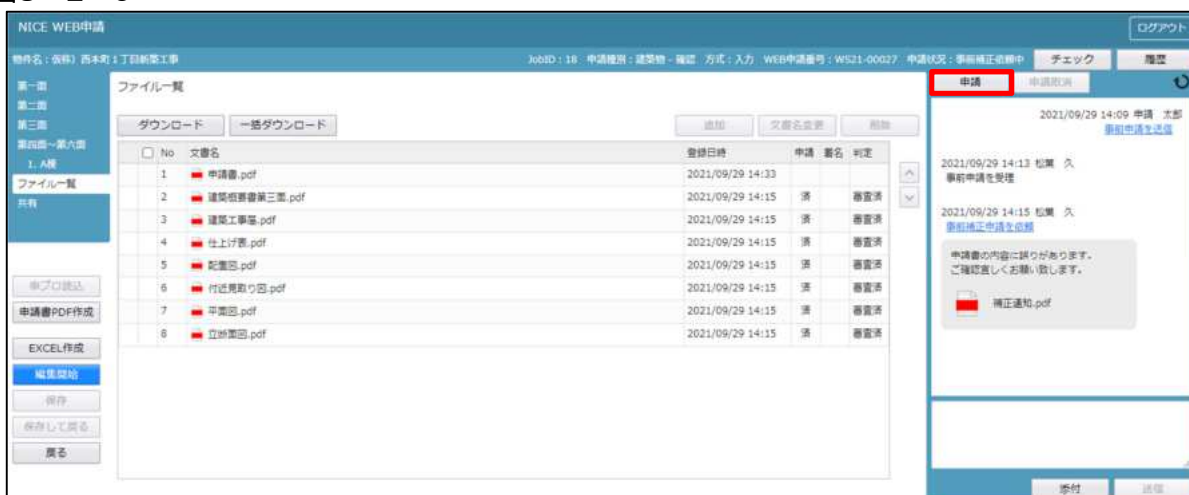 NICE WEB申請
ログアウト
物件名：仮称）西本町１丁目新築工事
JobID：18 申請種別：建築物－確認 方式：入力 WEB申請番号：WS21-00027 申請状況：事前補正依頼中
チェック
履歴
第一面
第二面
第三面
第四面～第六面
1. A棟
ファイル一覧
共有
申プロ読込
申請書PDF作成
EXCEL作成
編集開始
保存
保存して戻る
戻る
ファイル一覧
ダウンロード
一括ダウンロード
追加
文書名変更
削除
No 文書名 登録日時 申請 署名 判定
1 申請書.pdf 2021/09/29 14:33
2 建築概要書第三面.pdf 2021/09/29 14:15 済 審査済
3 建築工事届.pdf 2021/09/29 14:15 済 審査済
4 仕上げ表.pdf 2021/09/29 14:15 済 審査済
5 配置図.pdf 2021/09/29 14:15 済 審査済
6 付近見取り図.pdf 2021/09/29 14:15 済 審査済
7 平面図.pdf 2021/09/29 14:15 済 審査済
8 立断面図.pdf 2021/09/29 14:15 済 審査済
申請
申請取消
2021/09/29 14:09 申請 太郎
事前申請を送信
2021/09/29 14:13 松葉 久
事前申請を受理
2021/09/29 14:15 松葉 久
事前補正申請を依頼
申請書の内容に誤りがあります。
ご確認宜しくお願い致します。
補正通知.pdf
添付
送信